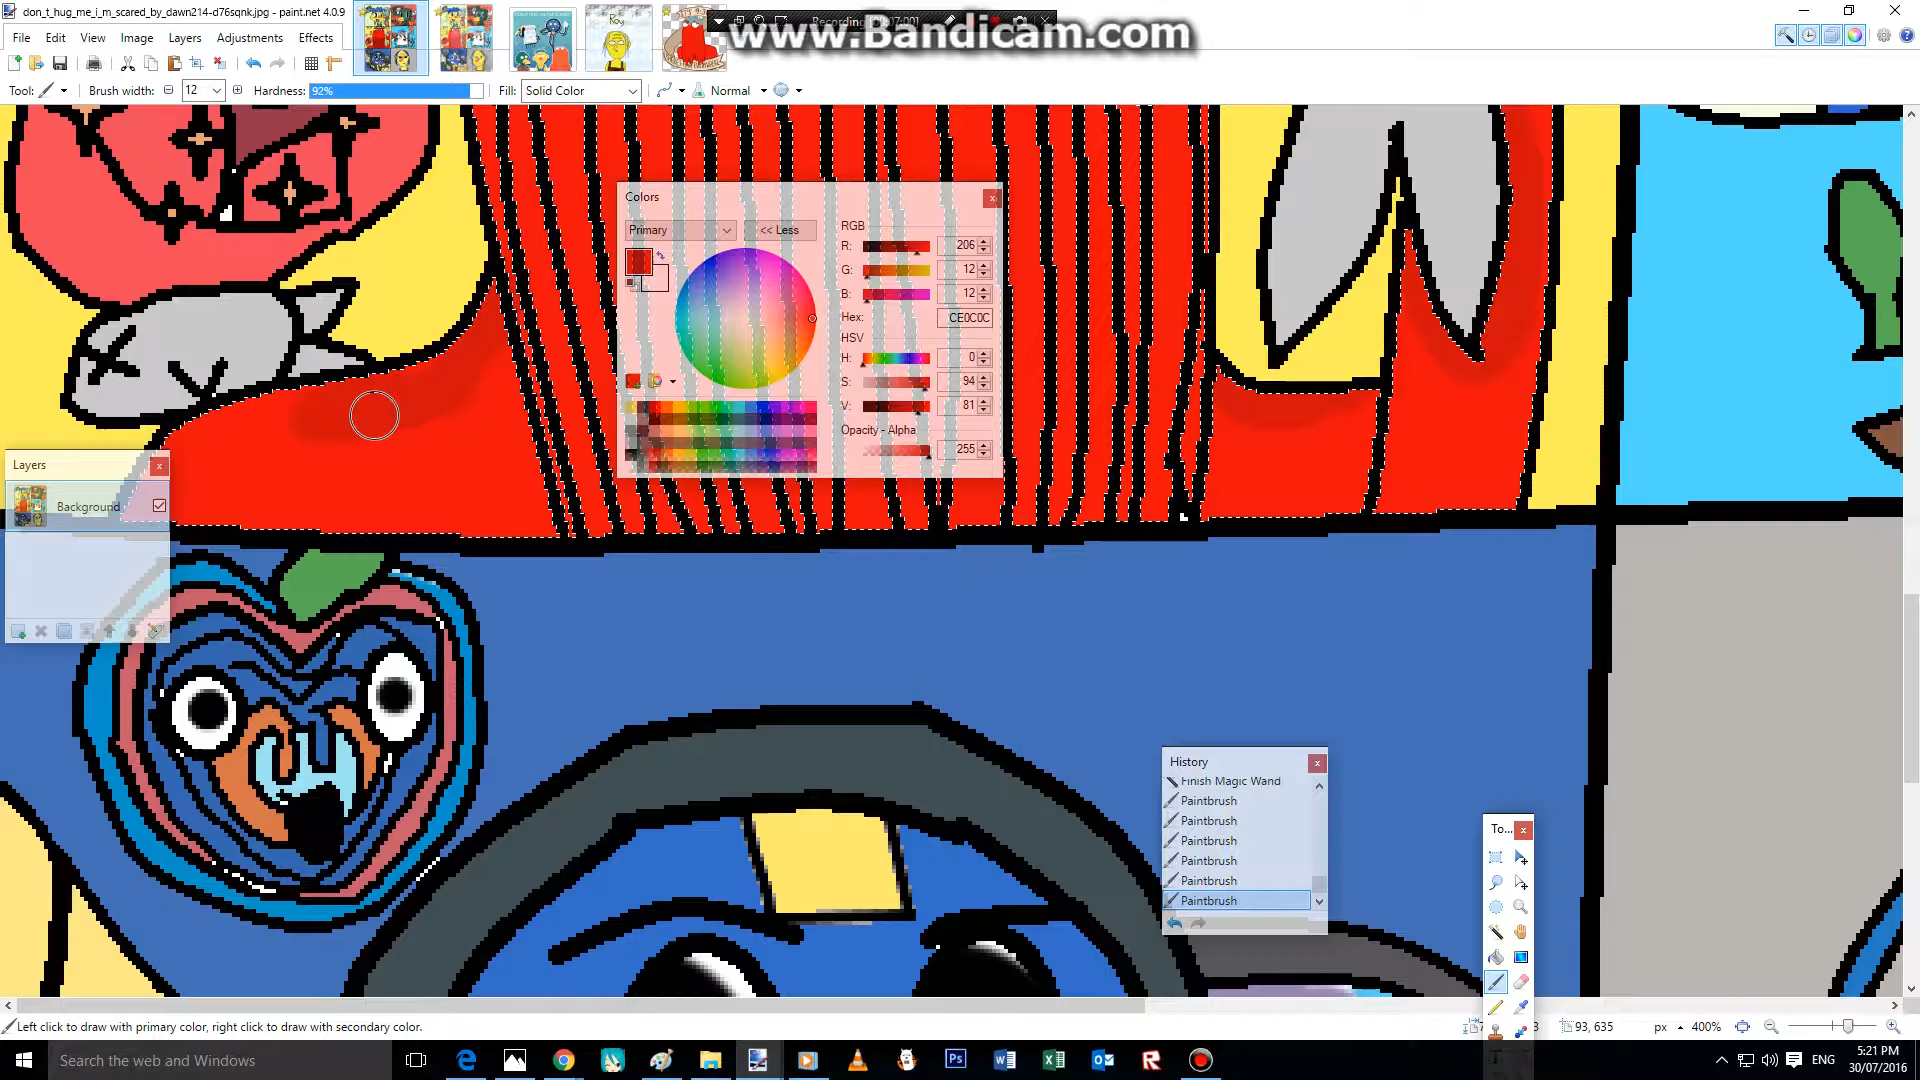 don_t_hug_me_i_m_scared_by_dawn214-d76sqnk.jpg - paint.net 4.0.9
Recording
www.Bandicam.com
Roy
File Edit View Image Layers Adjustments Effects
Tool: Brush width: 12 Hardness: 92% Fill: Solid Color Normal
Colors
Primary << Less
RGB
R: 206
G: 12
B: 12
Hex: CE0C0C
HSV
H: 0
S: 94
V: 81
Opacity - Alpha
255
Layers
Background
History
Finish Magic Wand
Paintbrush
Paintbrush
Paintbrush
Paintbrush
Paintbrush
Paintbrush
To...
Left click to draw with primary color, right click to draw with secondary color.
93, 635 px 400%
Search the web and Windows
ENG
5:21 PM
30/07/2016